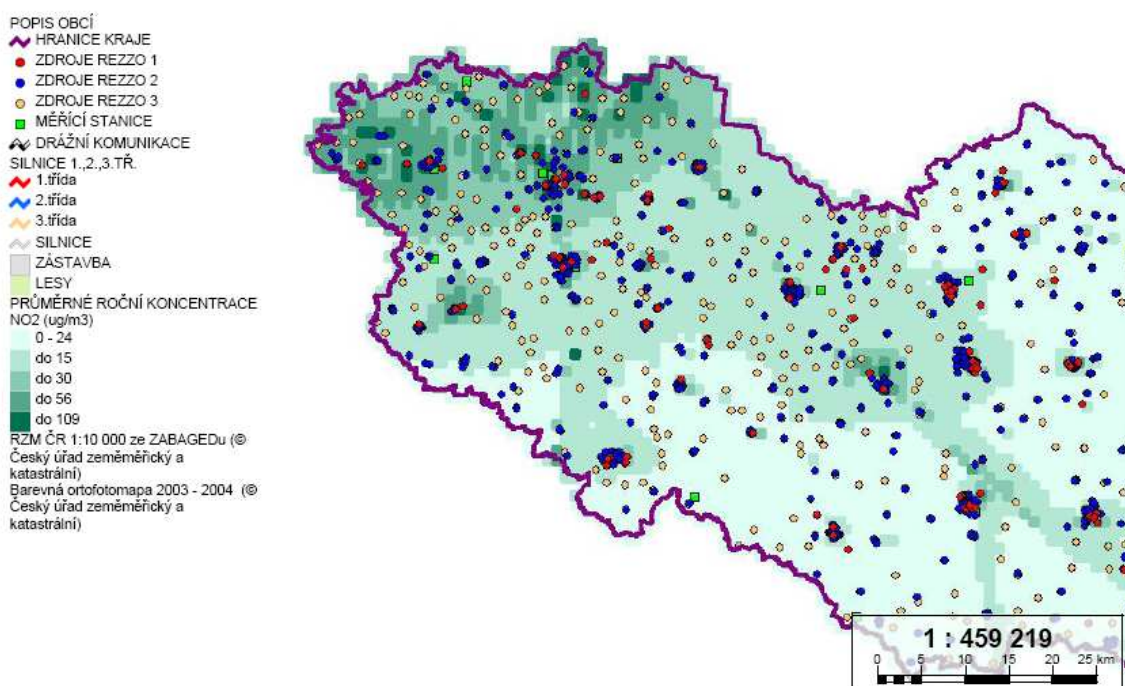 POPIS OBCÍ
HRANICE KRAJE
ZDROJE REZZO 1
ZDROJE REZZO 2
ZDROJE REZZO 3
MĚŘÍCÍ STANICE
DRÁŽNÍ KOMUNIKACE
SILNICE 1.,2.,3.TŘ.
1.třída
2.třída
3.třída
SILNICE
ZÁSTAVBA
LESY
PRŮMĚRNÉ ROČNÍ KONCENTRACE
NO2 (ug/m3)
0 - 24
do 15
do 30
do 56
do 109
RZM ČR 1:10 000 ze ZABAGEDu (©
Český úřad zeměměřický a
katastrální)
Barevná ortofotomapa 2003 - 2004 (©
Český úřad zeměměřický a
katastrální)
1 : 459 219
0 5 10 15 20 25 km